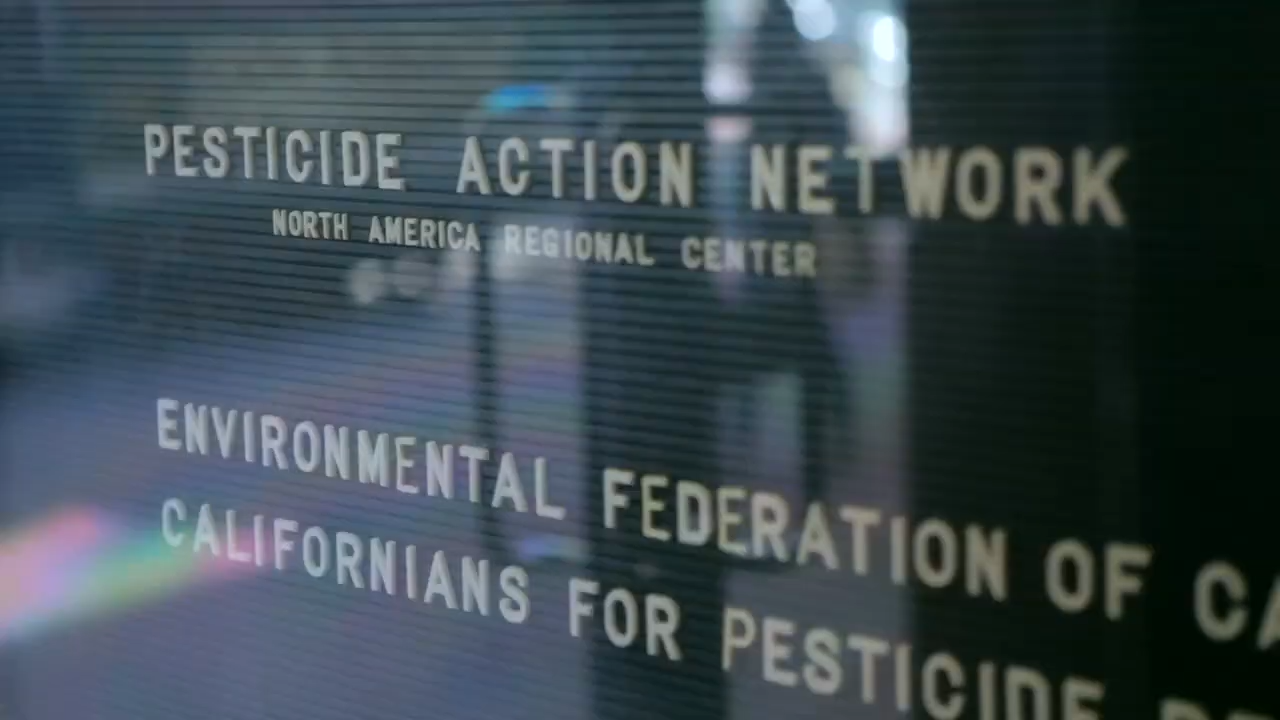 PESTICIDE ACTION NETWORK
NORTH AMERICA REGIONAL CENTER
ENVIRONMENTAL FEDERATION OF
CALIFORNIANS FOR PESTICIDE